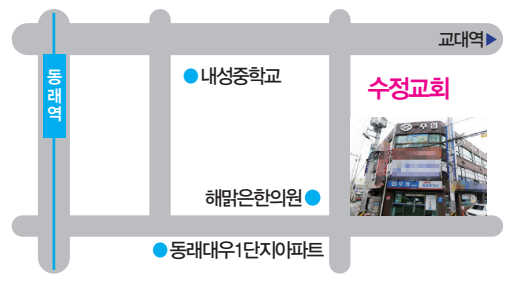 교대역▶
동래역
내성중학교
수정교회
해맑은한의원
동래대우1단지아파트